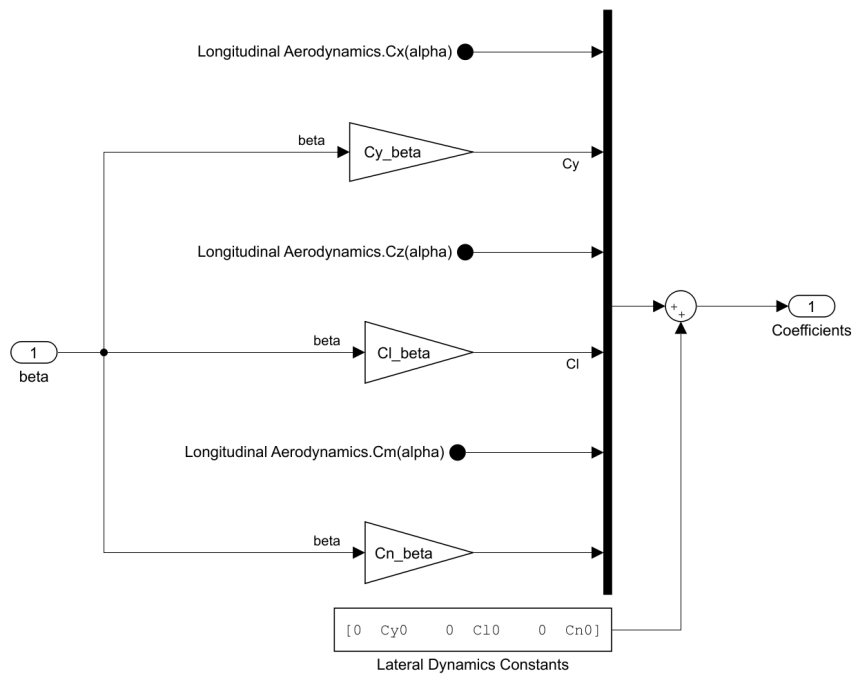 Longitudinal Aerodynamics.Cx(alpha)
beta
Cy_beta
Cy
Longitudinal Aerodynamics.Cz(alpha)
+
+
1
Coefficients
1
beta
beta
Cl_beta
Cl
Longitudinal Aerodynamics.Cm(alpha)
beta
Cn_beta
[0 Cy0 0 Cl0 0 Cn0]
Lateral Dynamics Constants